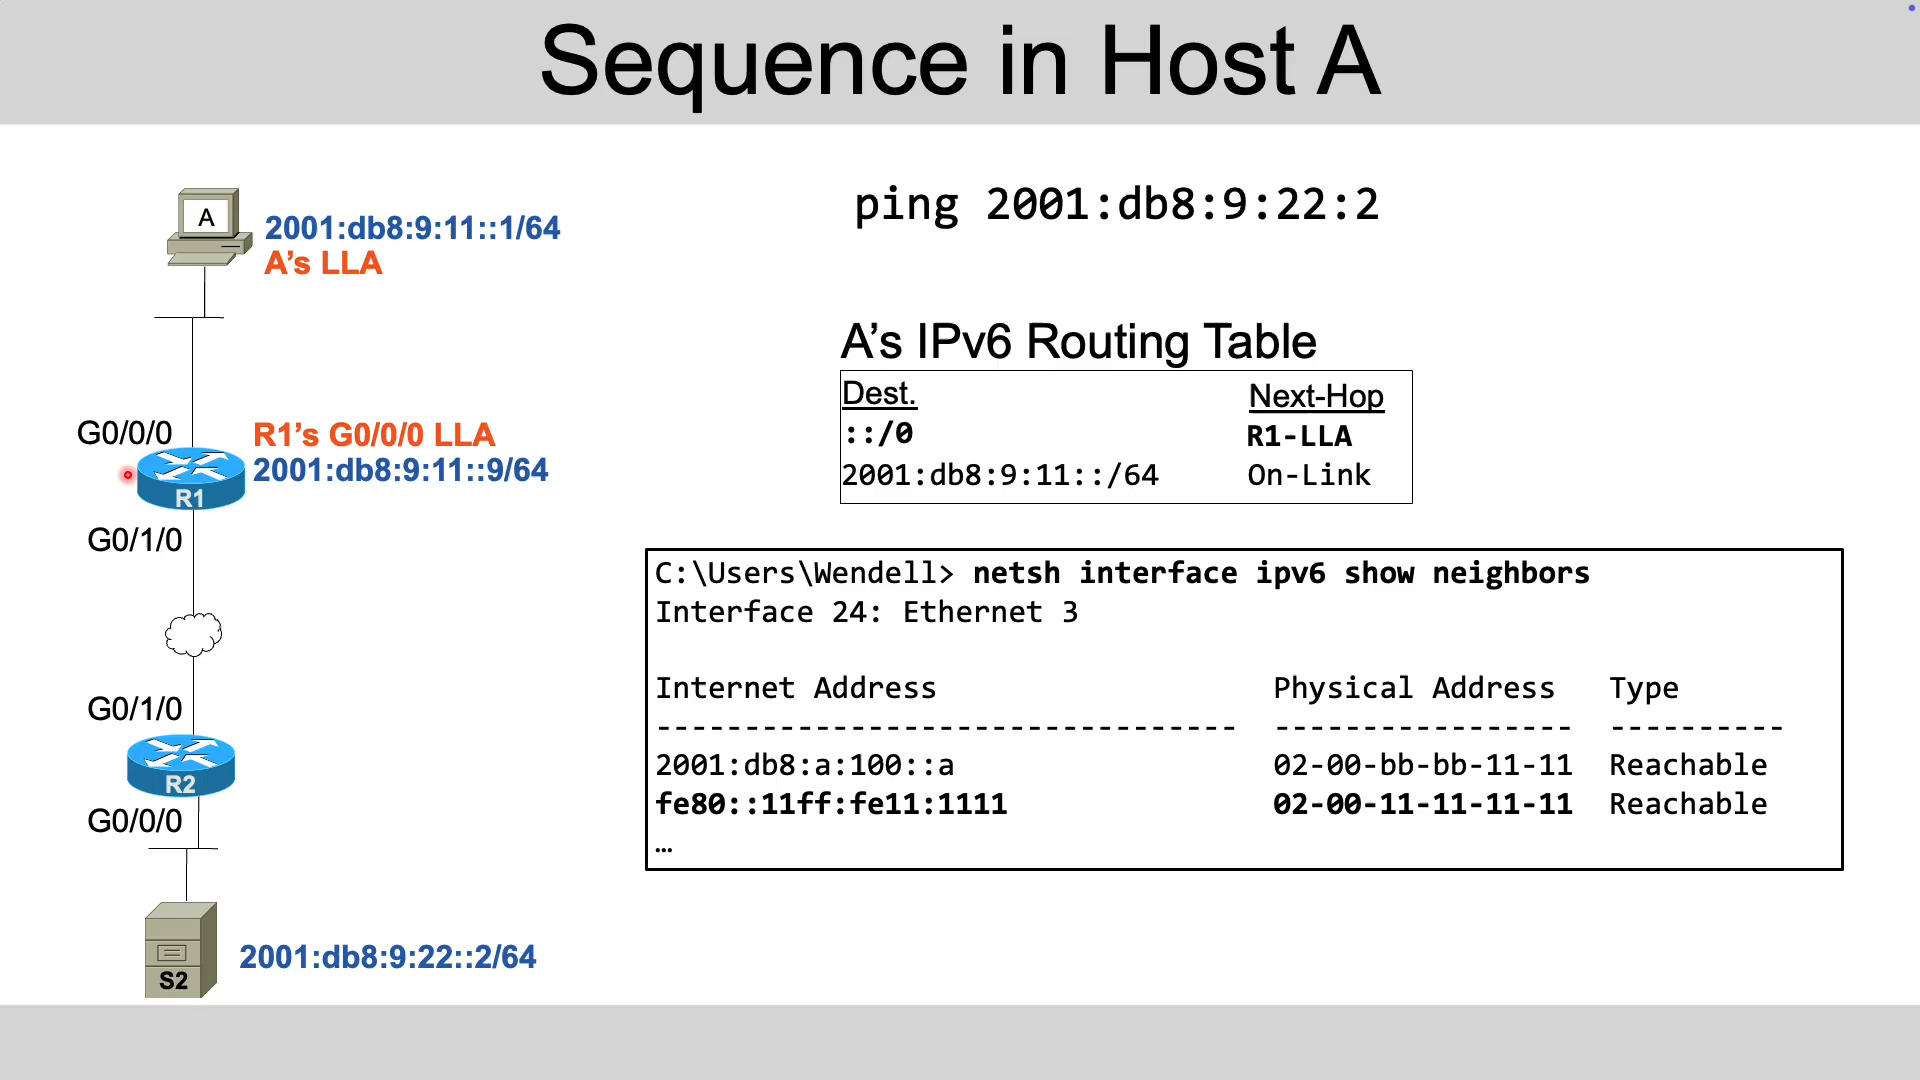 Sequence in Host A
A
2001:db8:9:11::1/64
A’s LLA
G0/0/0
R1’s G0/0/0 LLA
2001:db8:9:11::9/64
R1
G0/1/0
G0/1/0
R2
G0/0/0
S2
2001:db8:9:22::2/64
ping 2001:db8:9:22:2
A’s IPv6 Routing Table
Dest. Next-Hop
::/0 R1-LLA
2001:db8:9:11::/64 On-Link
C:\Users\Wendell> netsh interface ipv6 show neighbors
Interface 24: Ethernet 3
Internet Address Physical Address Type
--------------------------------- ----------------- ----------
2001:db8:a:100::a 02-00-bb-bb-11-11 Reachable
fe80::11ff:fe11:1111 02-00-11-11-11-11 Reachable
…